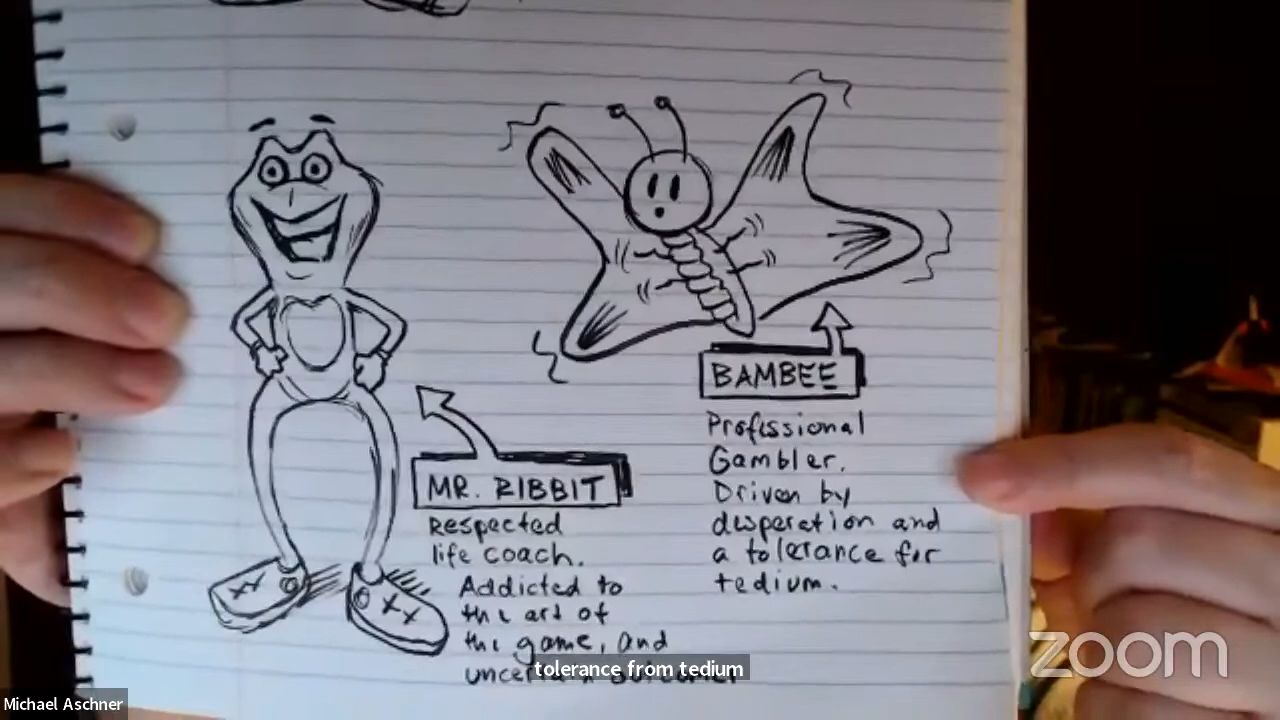 MR. RIBBIT
Respected
life coach.
Addicted to
the art of
the game, and
BAMBEE
Professional
Gambler.
Driven by
desperation and
a tolerance for
tedium.
tolerance from tedium
Michael Aschner
zoom